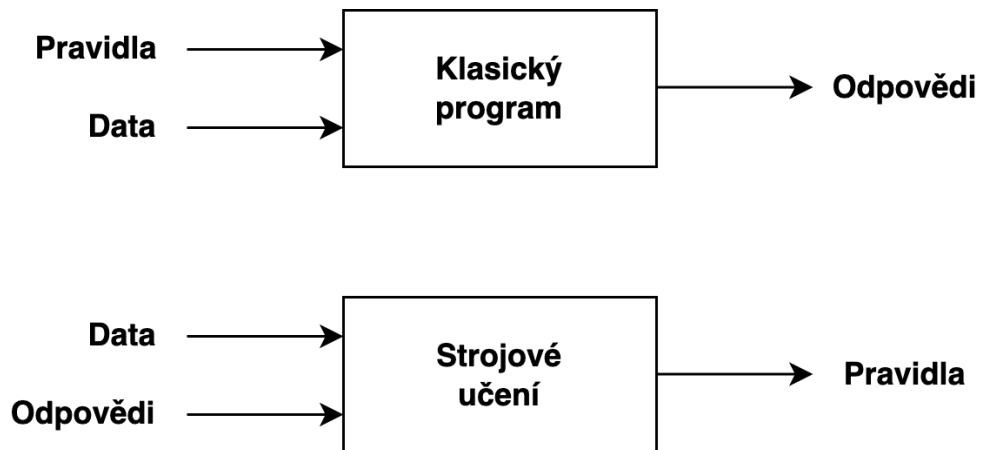 Pravidla
Data
Klasický
program
Odpovědi
Data
Odpovědi
Strojové
učení
Pravidla